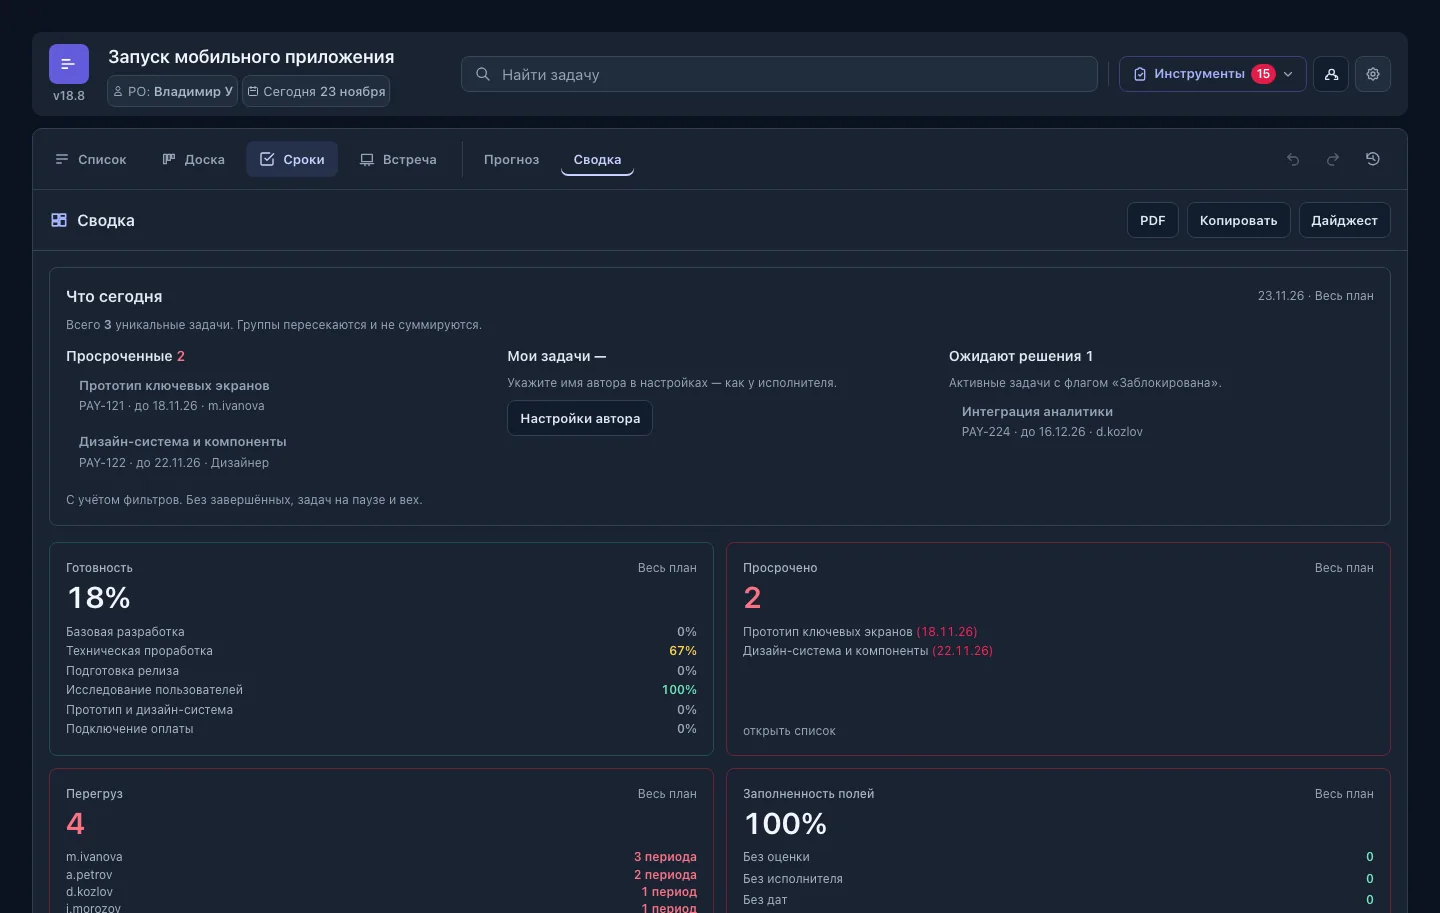 Запуск мобильного приложения
v18.8
PO: Владимир У
Сегодня 23 ноября
Найти задачу
Инструменты 15
Список
Доска
Сроки
Встреча
Прогноз
Сводка
Сводка
PDF
Копировать
Дайджест
Что сегодня
23.11.26 · Весь план
Всего 3 уникальные задачи. Группы пересекаются и не суммируются.
Просроченные 2
Прототип ключевых экранов
PAY-121 · до 18.11.26 · m.ivanova
Дизайн-система и компоненты
PAY-122 · до 22.11.26 · Дизайнер
Мои задачи —
Укажите имя автора в настройках — как у исполнителя.
Настройки автора
Ожидают решения 1
Активные задачи с флагом «Заблокирована».
Интеграция аналитики
PAY-224 · до 16.12.26 · d.kozlov
С учётом фильтров. Без завершённых, задач на паузе и вех.
Готовность
Весь план
18%
Базовая разработка 0%
Техническая проработка 67%
Подготовка релиза 0%
Исследование пользователей 100%
Прототип и дизайн-система 0%
Подключение оплаты 0%
Просрочено
Весь план
2
Прототип ключевых экранов (18.11.26)
Дизайн-система и компоненты (22.11.26)
открыть список
Перегруз
Весь план
4
m.ivanova 3 периода
a.petrov 2 периода
d.kozlov 1 период
i.morozov 1 период
Заполненность полей
Весь план
100%
Без оценки 0
Без исполнителя 0
Без дат 0